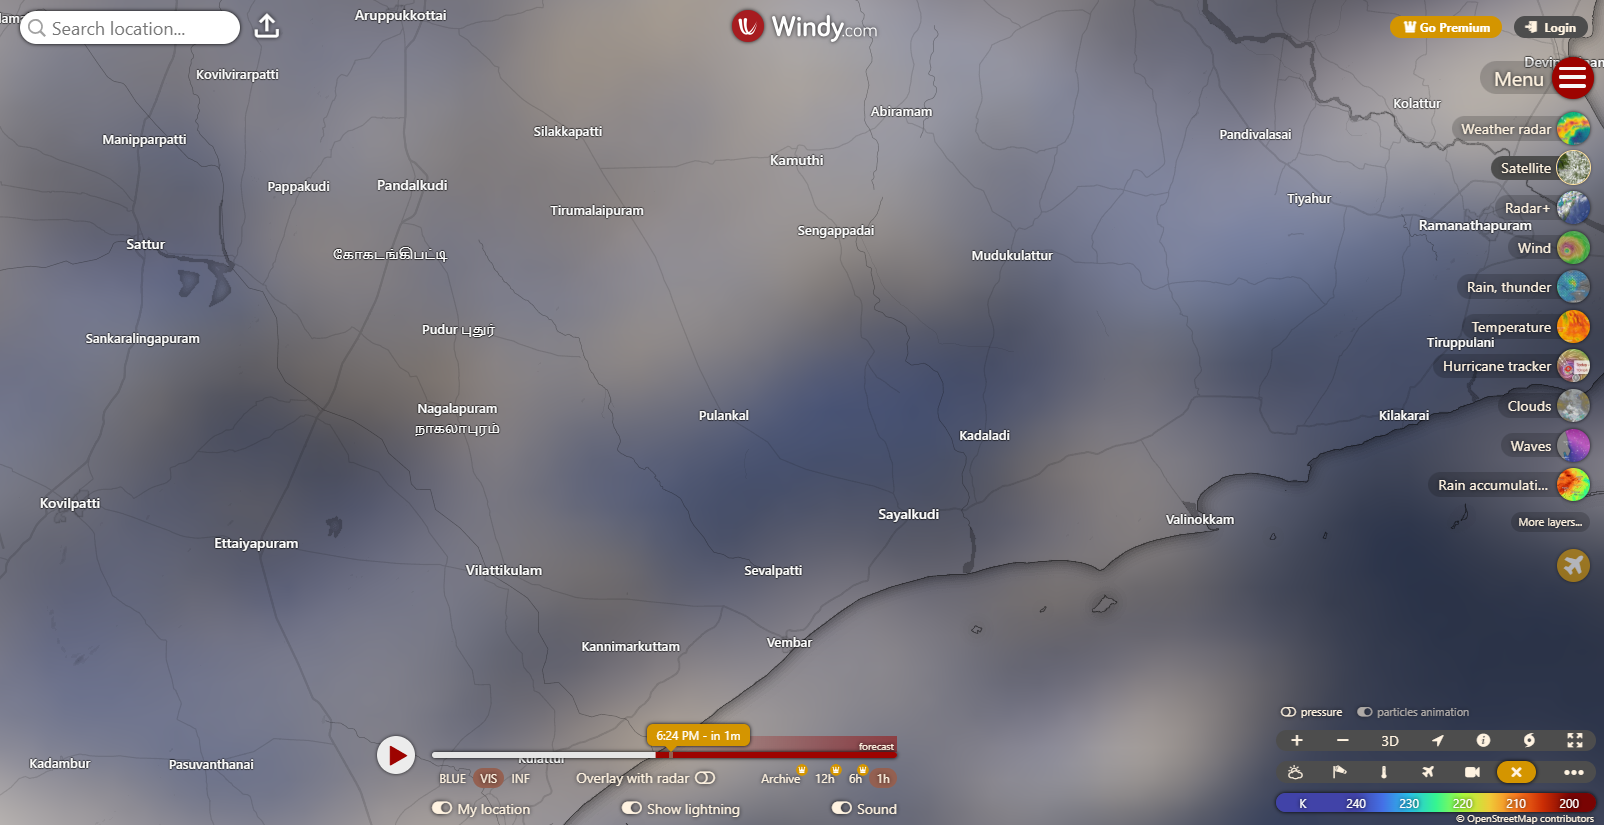 Search location...
Aruppukkottai
Windy.com
Go Premium
Login
Menu
Kovilvirarpatti
Kolattur
Abiramam
Weather radar
Manipparpatti
Silakkapatti
Pandivalasai
Kamuthi
Satellite
Pappakudi
Pandalkudi
Tiyahur
Radar+
Tirumalaipuram
Ramanathapuram
Sengappadai
Sattur
Wind
கோகடங்கிபட்டி
Mudukulattur
Rain, thunder
Pudur புதுர்
Temperature
Sankaralingapuram
Tiruppulani
Hurricane tracker
Nagalapuram
நாகலாபுரம்
Clouds
Pulankal
Kilakarai
Kadaladi
Waves
Rain accumulati...
Kovilpatti
Sayalkudi
Valinokkam
More layers...
Ettaiyapuram
Vilattikulam
Sevalpatti
Kannimarkuttam
Vembar
pressure
particles animation
6:24 PM - in 1m
forecast
3D
Kadambur
Pasuvanthanai
Kulattur
BLUE VIS INF
Overlay with radar
Archive 12h 6h 1h
My location
Show lightning
Sound
K 240 230 220 210 200
© OpenStreetMap contributors